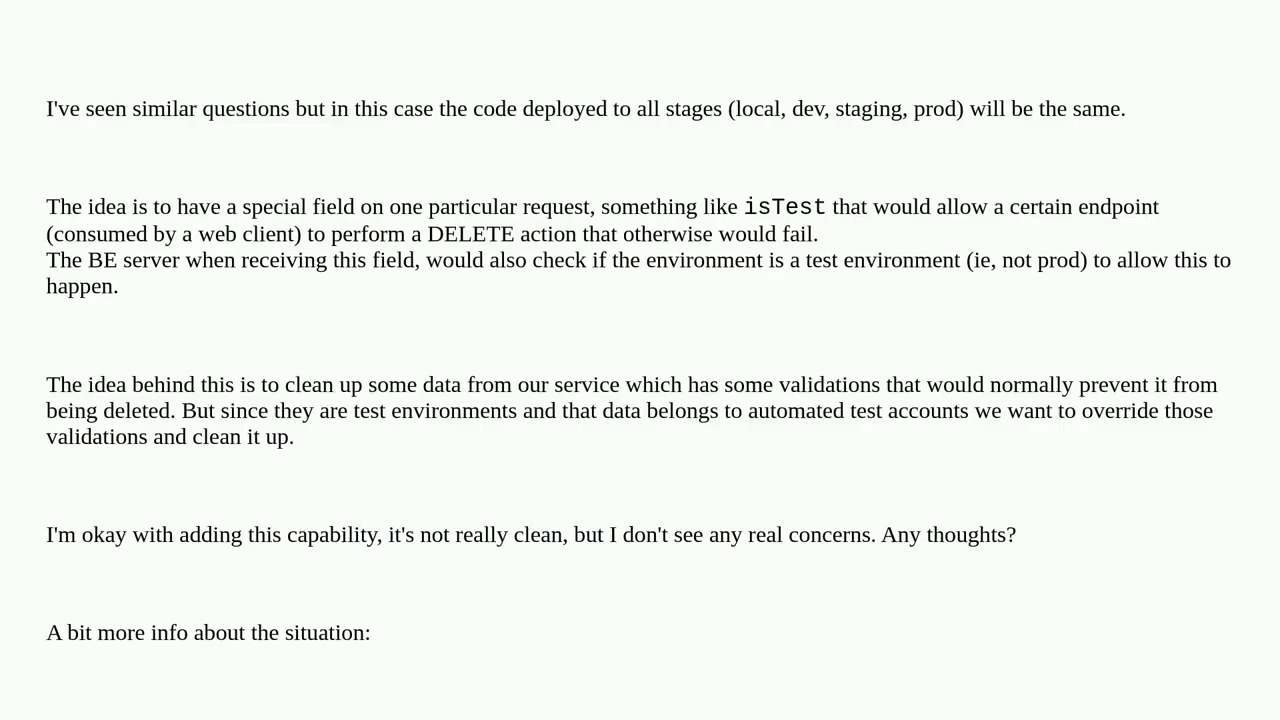 I've seen similar questions but in this case the code deployed to all stages (local, dev, staging, prod) will be the same.
The idea is to have a special field on one particular request, something like isTest that would allow a certain endpoint
(consumed by a web client) to perform a DELETE action that otherwise would fail.
The BE server when receiving this field, would also check if the environment is a test environment (ie, not prod) to allow this to
happen.
The idea behind this is to clean up some data from our service which has some validations that would normally prevent it from
being deleted. But since they are test environments and that data belongs to automated test accounts we want to override those
validations and clean it up.
I'm okay with adding this capability, it's not really clean, but I don't see any real concerns. Any thoughts?
A bit more info about the situation: